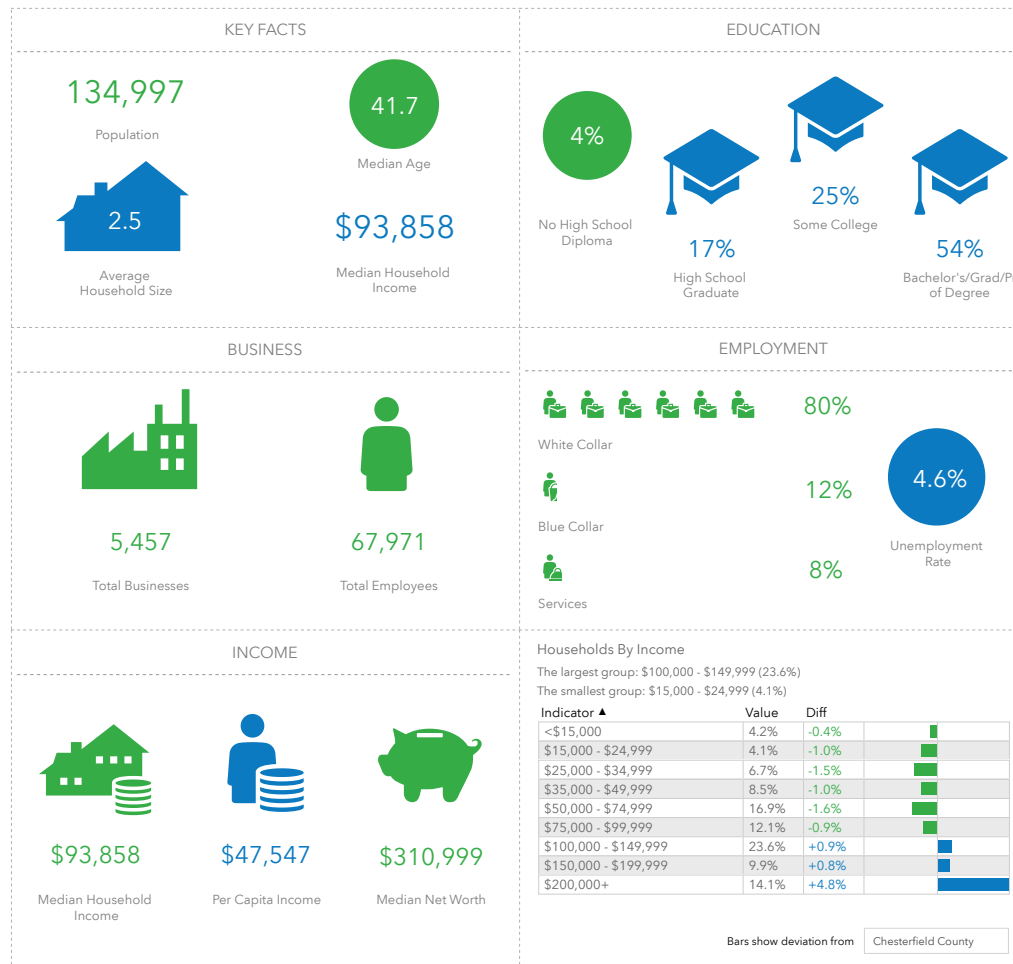 KEY FACTS
134,997
Population
41.7
Median Age
2.5
Average
Household Size
$93,858
Median Household
Income
EDUCATION
4%
No High School
Diploma
17%
High School
Graduate
25%
Some College
54%
Bachelor's/Grad/Pr
of Degree
BUSINESS
5,457
Total Businesses
67,971
Total Employees
EMPLOYMENT
80%
White Collar
12%
Blue Collar
8%
Services
4.6%
Unemployment
Rate
INCOME
$93,858
Median Household
Income
$47,547
Per Capita Income
$310,999
Median Net Worth
Households By Income
The largest group: $100,000 - $149,999 (23.6%)
The smallest group: $15,000 - $24,999 (4.1%)
Indicator ▲ Value Diff
<$15,000 4.2% -0.4%
$15,000 - $24,999 4.1% -1.0%
$25,000 - $34,999 6.7% -1.5%
$35,000 - $49,999 8.5% -1.0%
$50,000 - $74,999 16.9% -1.6%
$75,000 - $99,999 12.1% -0.9%
$100,000 - $149,999 23.6% +0.9%
$150,000 - $199,999 9.9% +0.8%
$200,000+ 14.1% +4.8%
Bars show deviation from Chesterfield County